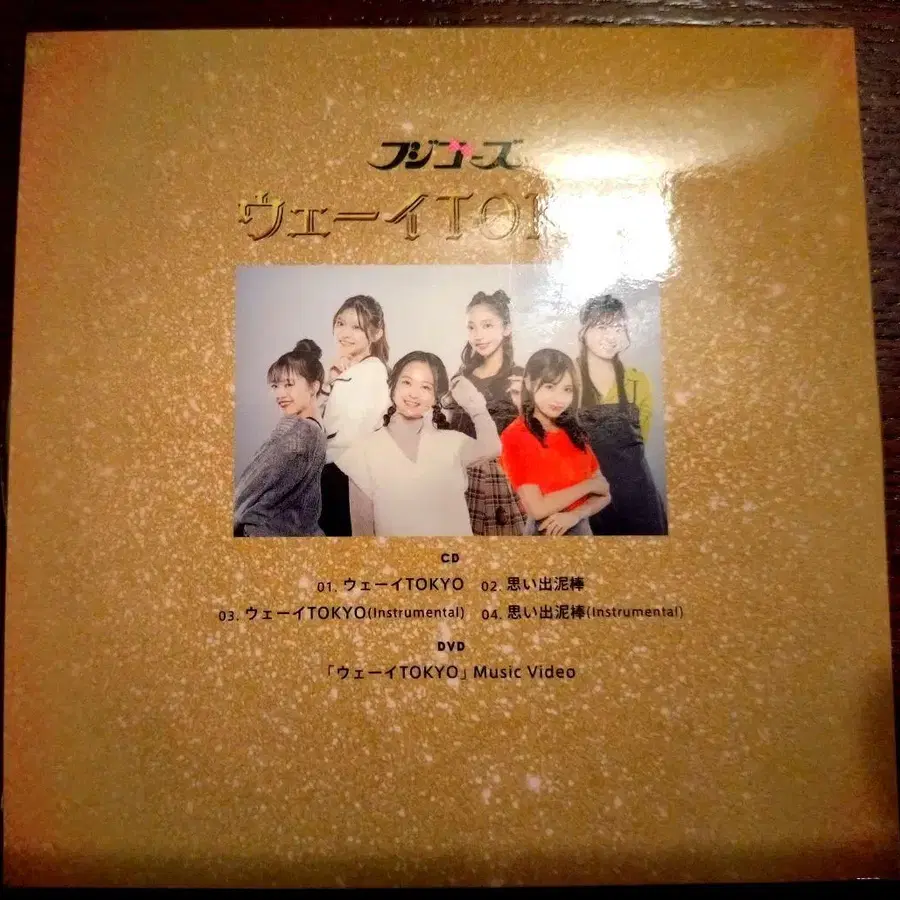 フジコーズ
ウェーイTOK
CD
01. ウェーイTOKYO 02. 思い出泥棒
03. ウェーイTOKYO(Instrumental) 04. 思い出泥棒(Instrumental)
DVD
「ウェーイTOKYO」Music Video